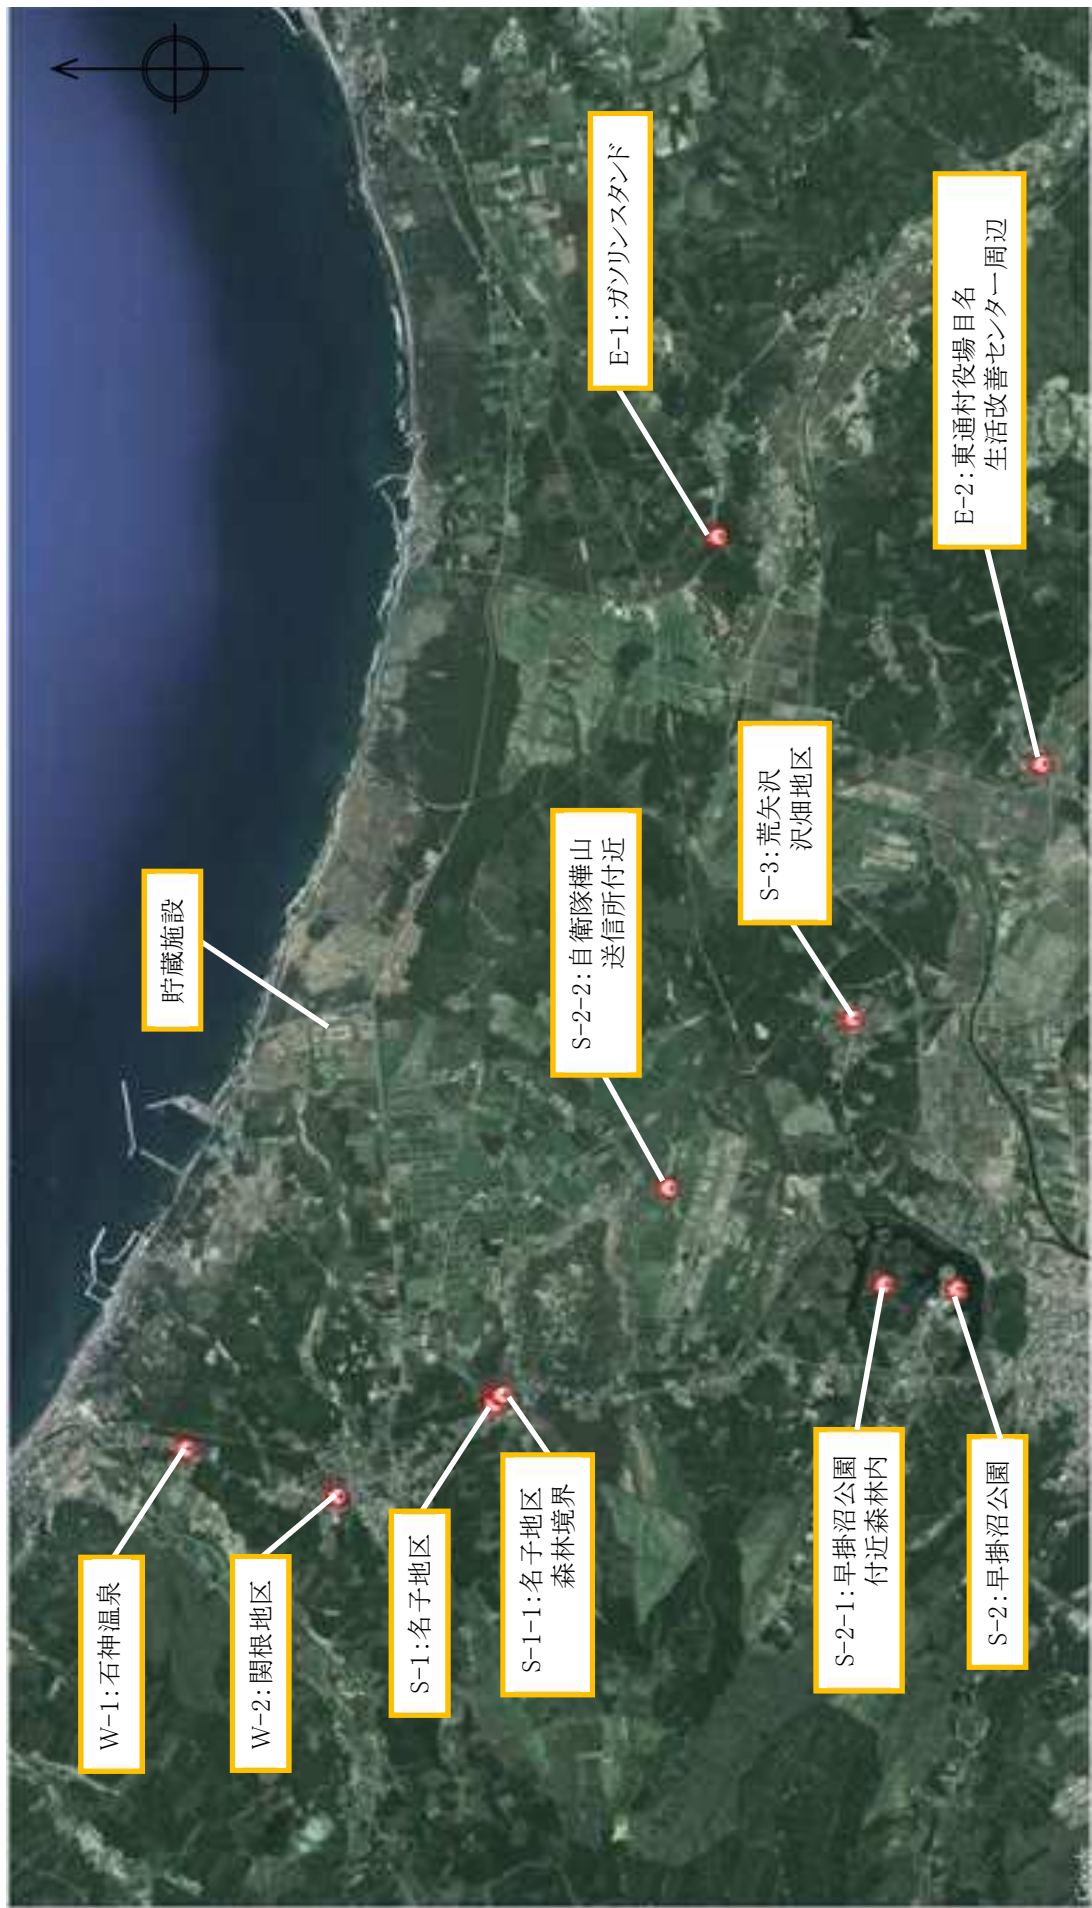 貯蔵施設
W-1:石神温泉
W-2:関根地区
S-1:名子地区
S-1-1:名子地区
森林境界
S-2-2:自衛隊樺山
送信所付近
S-3:荒矢沢
沢畑地区
E-1:ガソリンスタンド
S-2-1:早掛沼公園
付近森林内
S-2:早掛沼公園
E-2:東通村役場目名
生活改善センター周辺